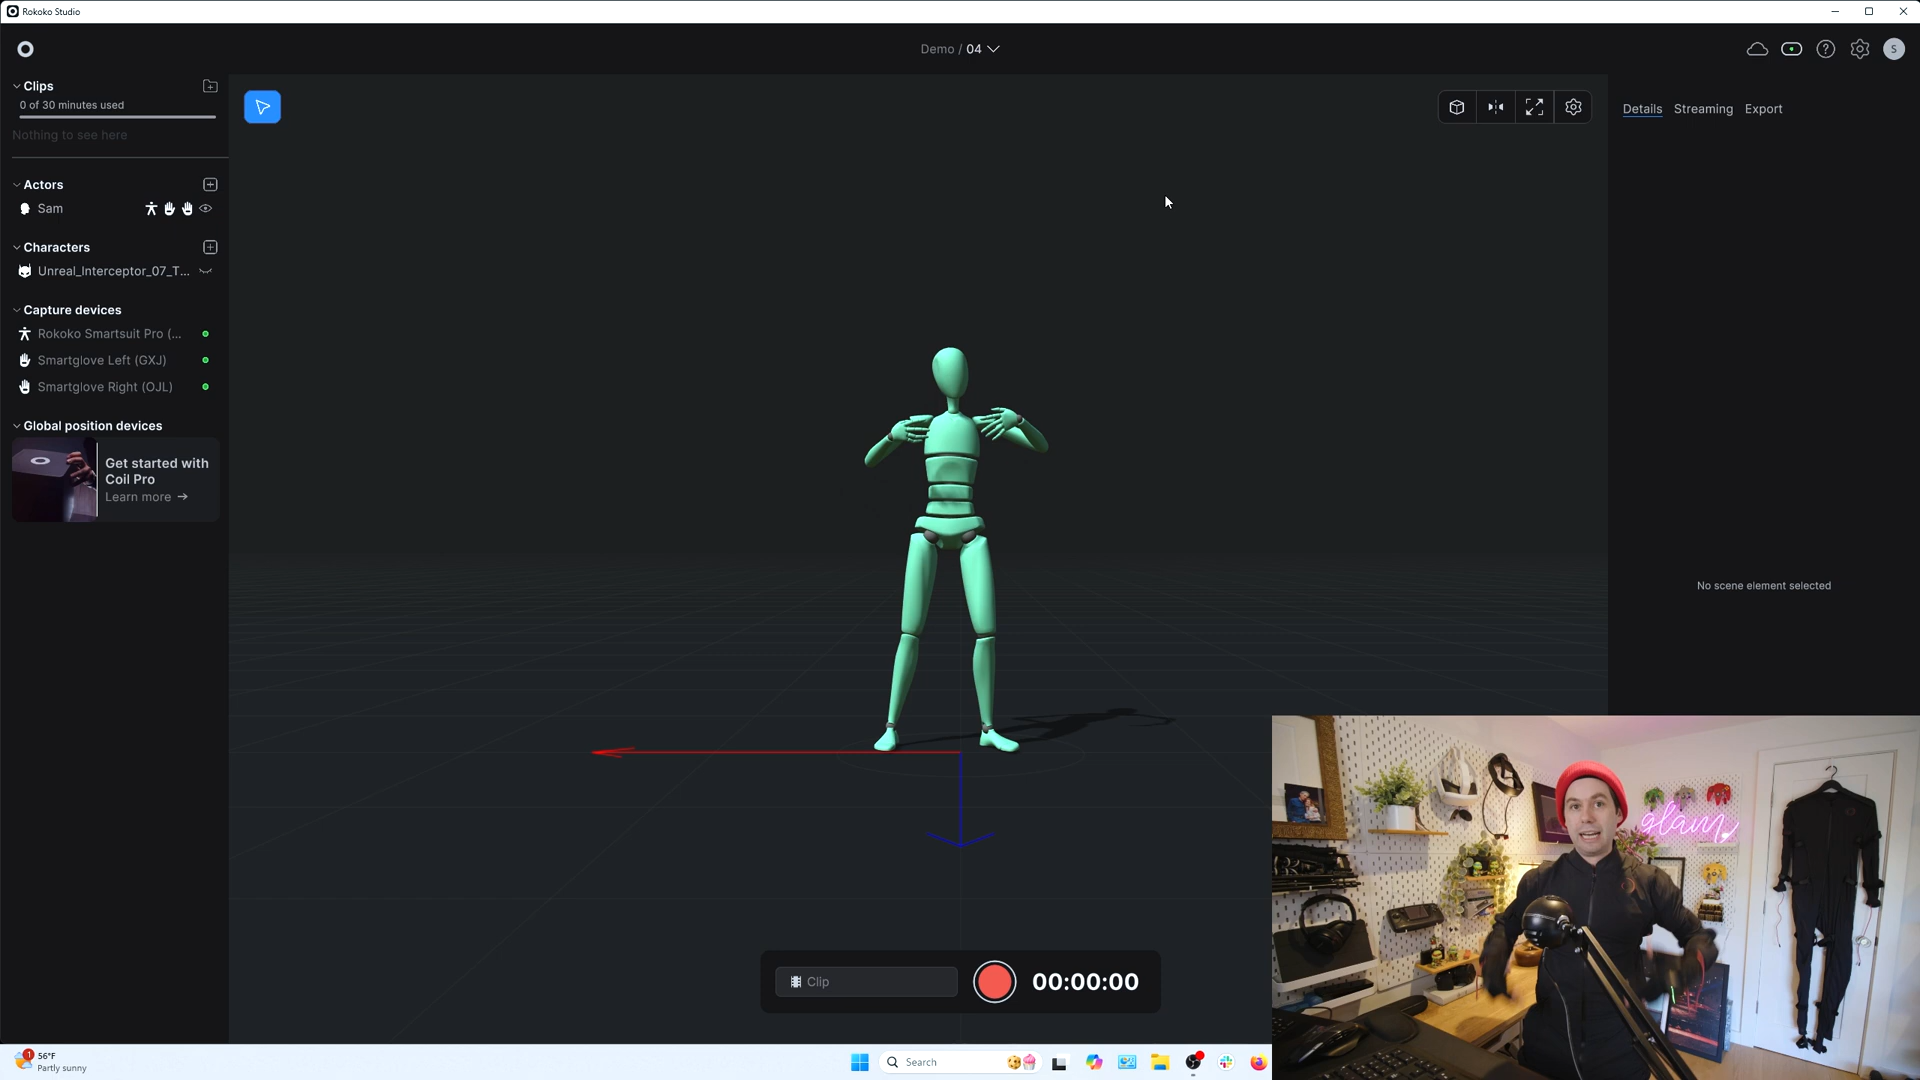 Rokoko Studio
Demo / 04
S
Clips
0 of 30 minutes used
Nothing to see here
Actors
Sam
Characters
Unreal_Interceptor_07_T...
Capture devices
Rokoko Smartsuit Pro (...
Smartglove Left (GXJ)
Smartglove Right (OJL)
Global position devices
Get started with
Coil Pro
Learn more →
Details Streaming Export
No scene element selected
Clip
00:00:00
glam
1
56°F
Partly sunny
Search